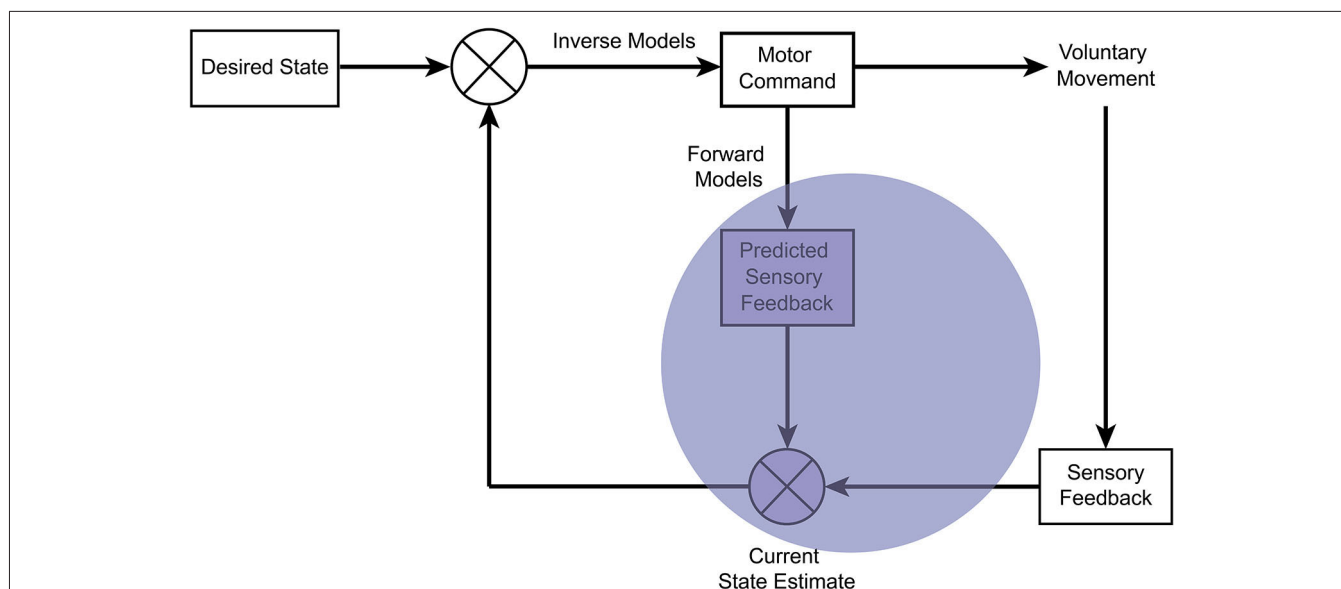 Desired State
Inverse Models
Motor
Command
Voluntary
Movement
Forward
Models
Predicted
Sensory
Feedback
Sensory
Feedback
Current
State Estimate